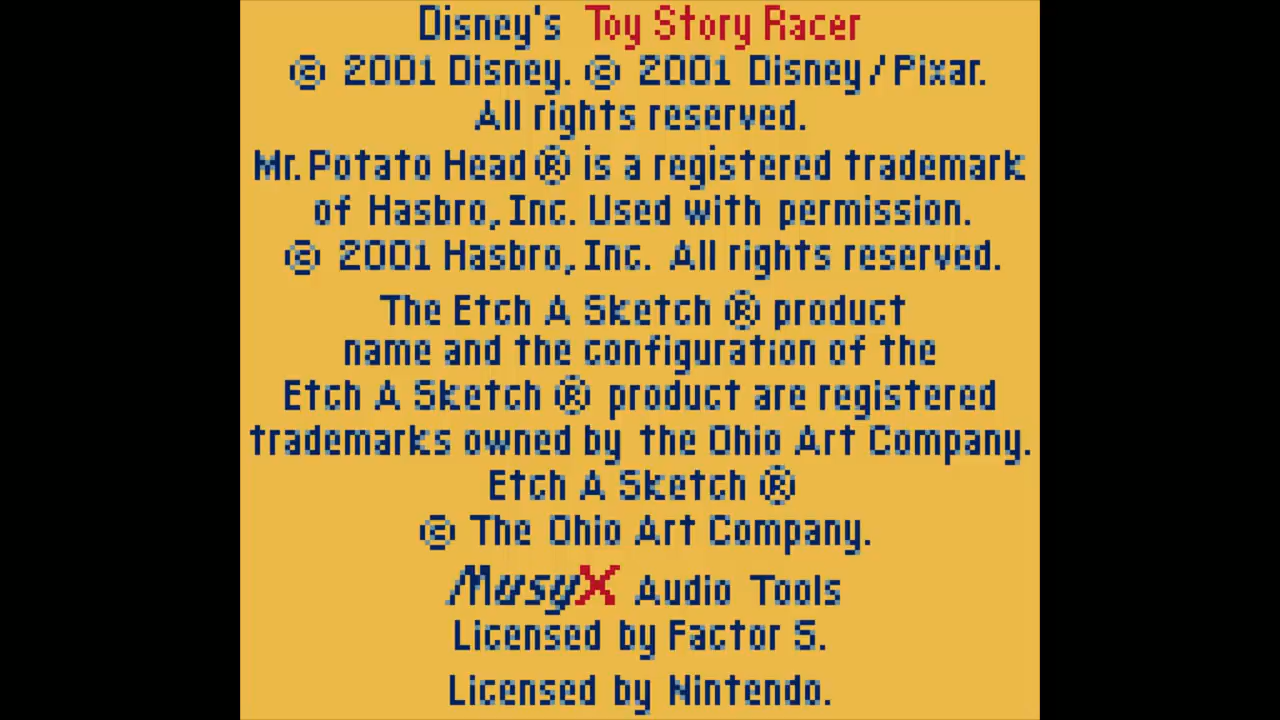 Disney's Toy Story Racer
© 2001 Disney. © 2001 Disney/Pixar.
All rights reserved.
Mr. Potato Head ® is a registered trademark
of Hasbro, Inc. Used with permission.
© 2001 Hasbro, Inc. All rights reserved.
The Etch A Sketch ® product
name and the configuration of the
Etch A Sketch ® product are registered
trademarks owned by the Ohio Art Company.
Etch A Sketch ®
© The Ohio Art Company.
MusyX Audio Tools
Licensed by Factor 5.
Licensed by Nintendo.